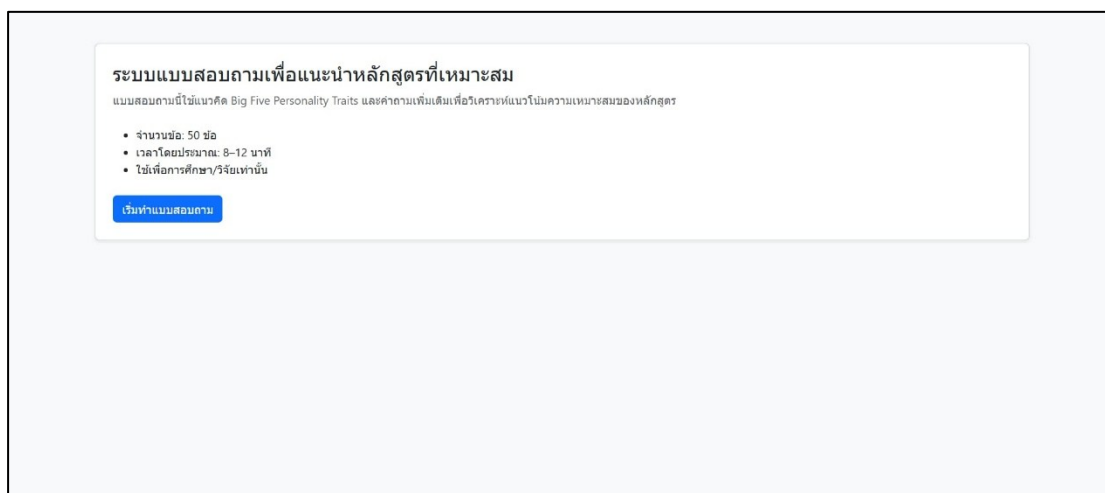 ระบบแบบสอบถามเพื่อแนะนำหลักสูตรที่เหมาะสม
แบบสอบถามนี้ใช้แนวคิด Big Five Personality Traits และคำถามเพิ่มเติมเพื่อวิเคราะห์แนวโน้มความเหมาะสมของหลักสูตร
• จำนวนข้อ: 50 ข้อ
• เวลาโดยประมาณ: 8–12 นาที
• ใช้เพื่อการศึกษา/วิจัยเท่านั้น
เริ่มทำแบบสอบถาม